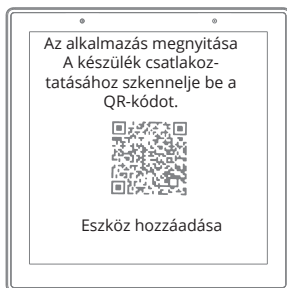 Az alkalmazás megnyitása
A készülék csatlakoz-
tatásához szkennelje be a
QR-kódot.
Eszköz hozzáadása